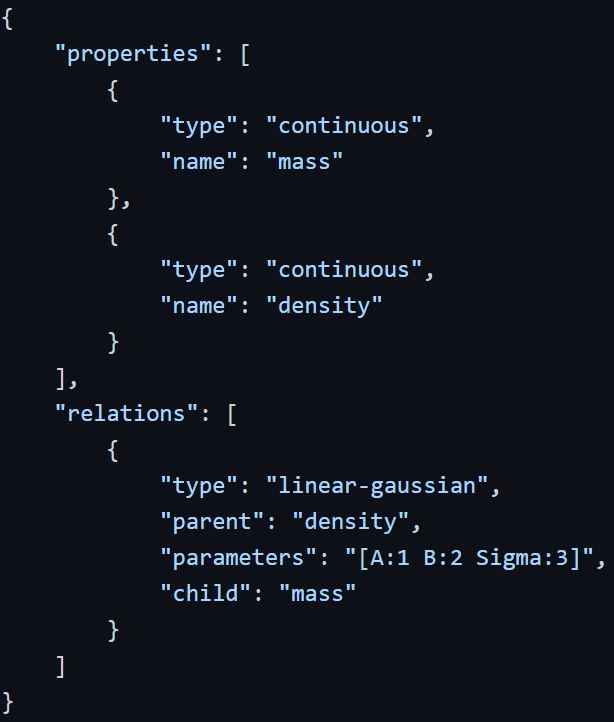 {
    "properties": [
        {
            "type": "continuous",
            "name": "mass"
        },
        {
            "type": "continuous",
            "name": "density"
        }
    ],
    "relations": [
        {
            "type": "linear-gaussian",
            "parent": "density",
            "parameters": "[A:1 B:2 Sigma:3]",
            "child": "mass"
        }
    ]
}